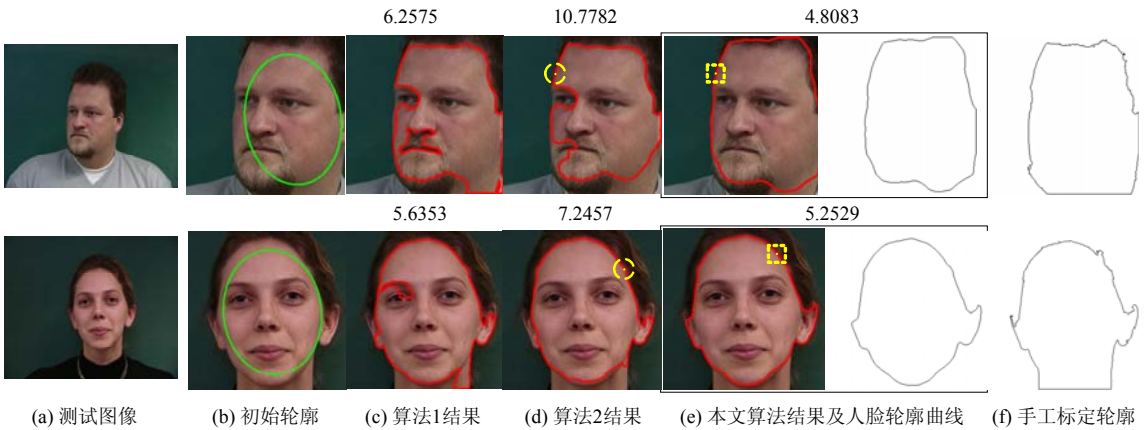 6.2575 10.7782 4.8083
5.6353 7.2457 5.2529
(a) 测试图像 (b) 初始轮廓 (c) 算法1结果 (d) 算法2结果 (e) 本文算法结果及人脸轮廓曲线 (f) 手工标定轮廓